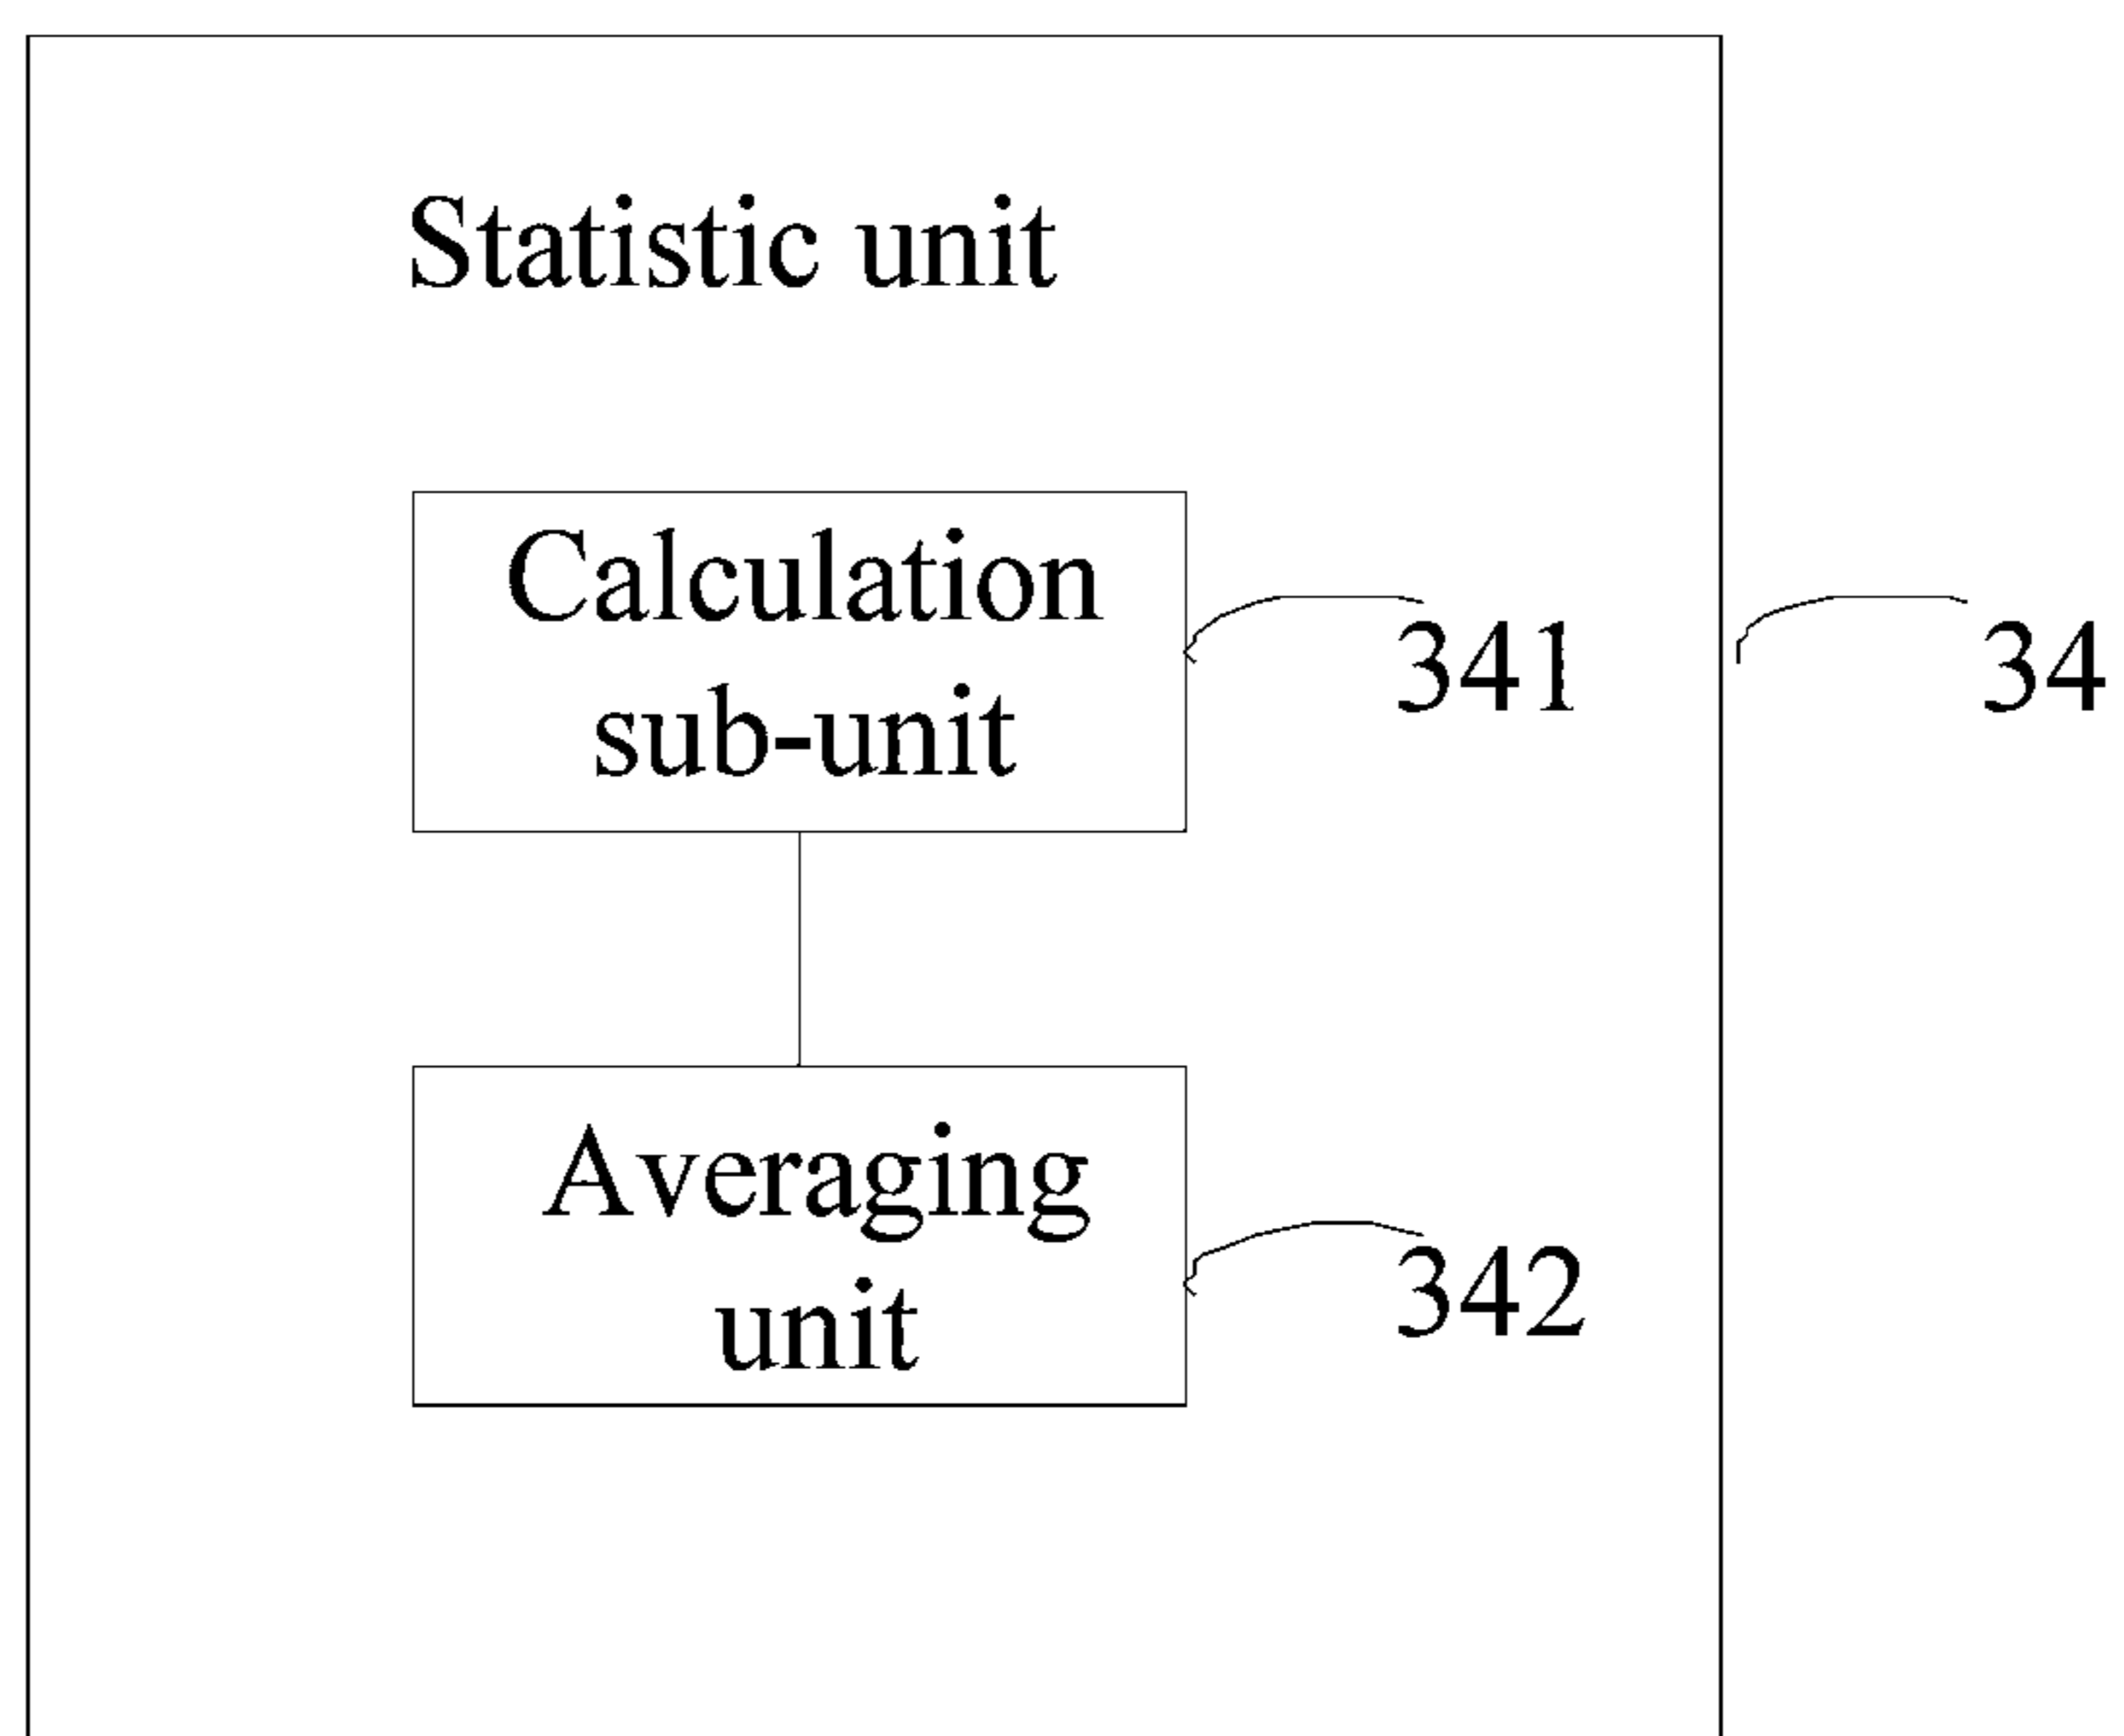 Statistic unit
Calculation
sub-unit
341
34
Averaging
unit
342